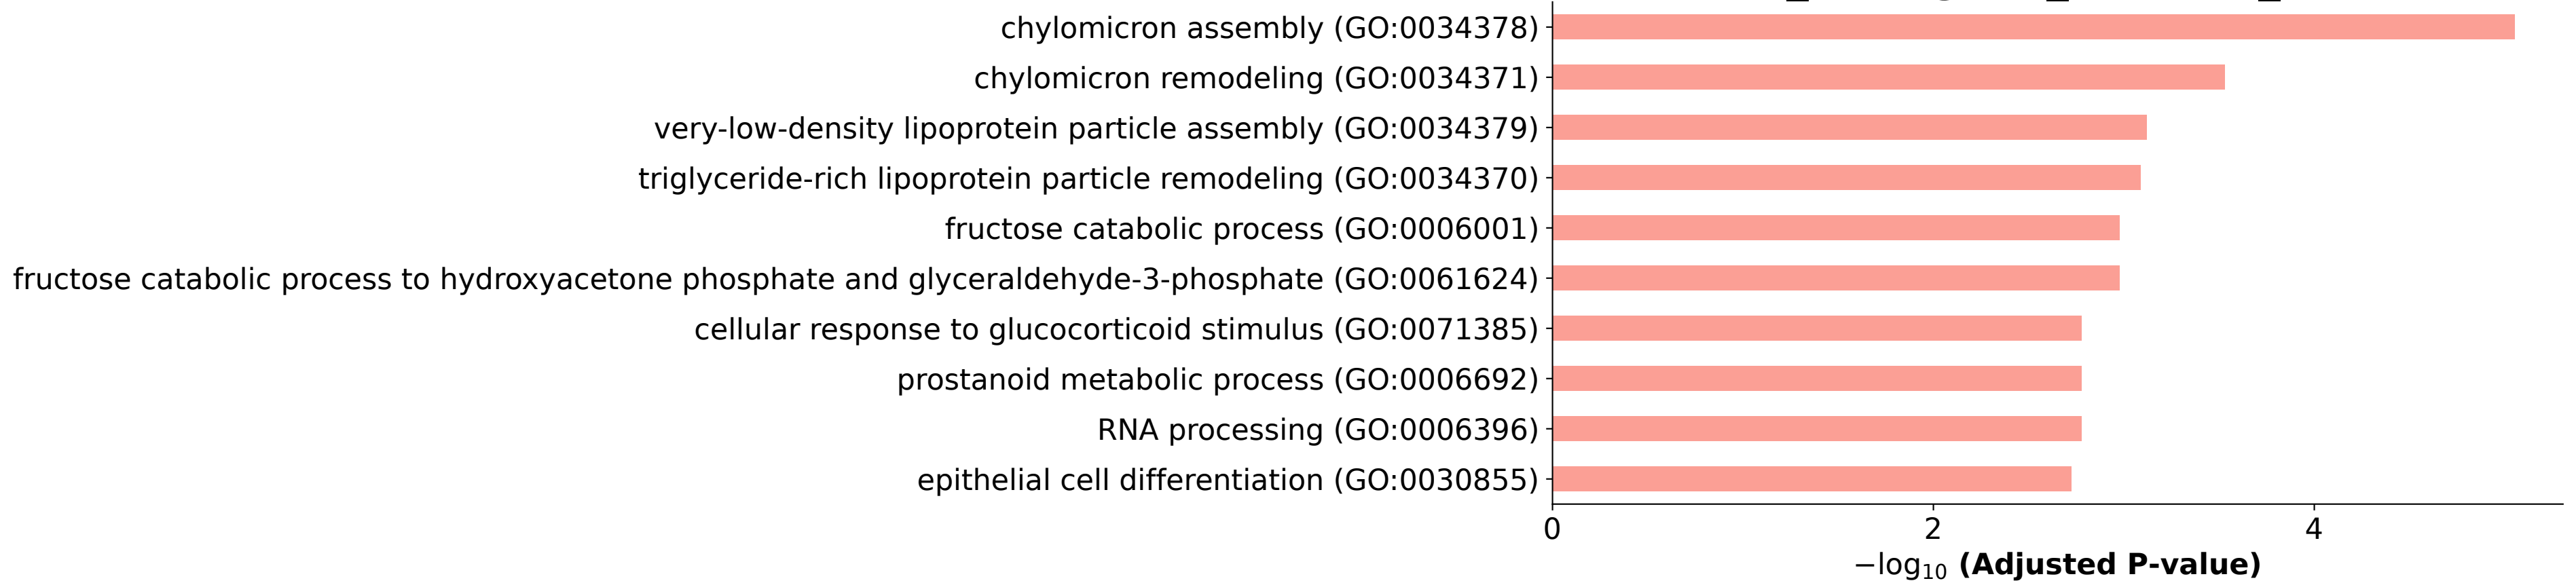 chylomicron assembly (GO:0034378)
chylomicron remodeling (GO:0034371)
very-low-density lipoprotein particle assembly (GO:0034379)
triglyceride-rich lipoprotein particle remodeling (GO:0034370)
fructose catabolic process (GO:0006001)
fructose catabolic process to hydroxyacetone phosphate and glyceraldehyde-3-phosphate (GO:0061624)
cellular response to glucocorticoid stimulus (GO:0071385)
prostanoid metabolic process (GO:0006692)
RNA processing (GO:0006396)
epithelial cell differentiation (GO:0030855)
0 2 4
−log₁₀ (Adjusted P-value)